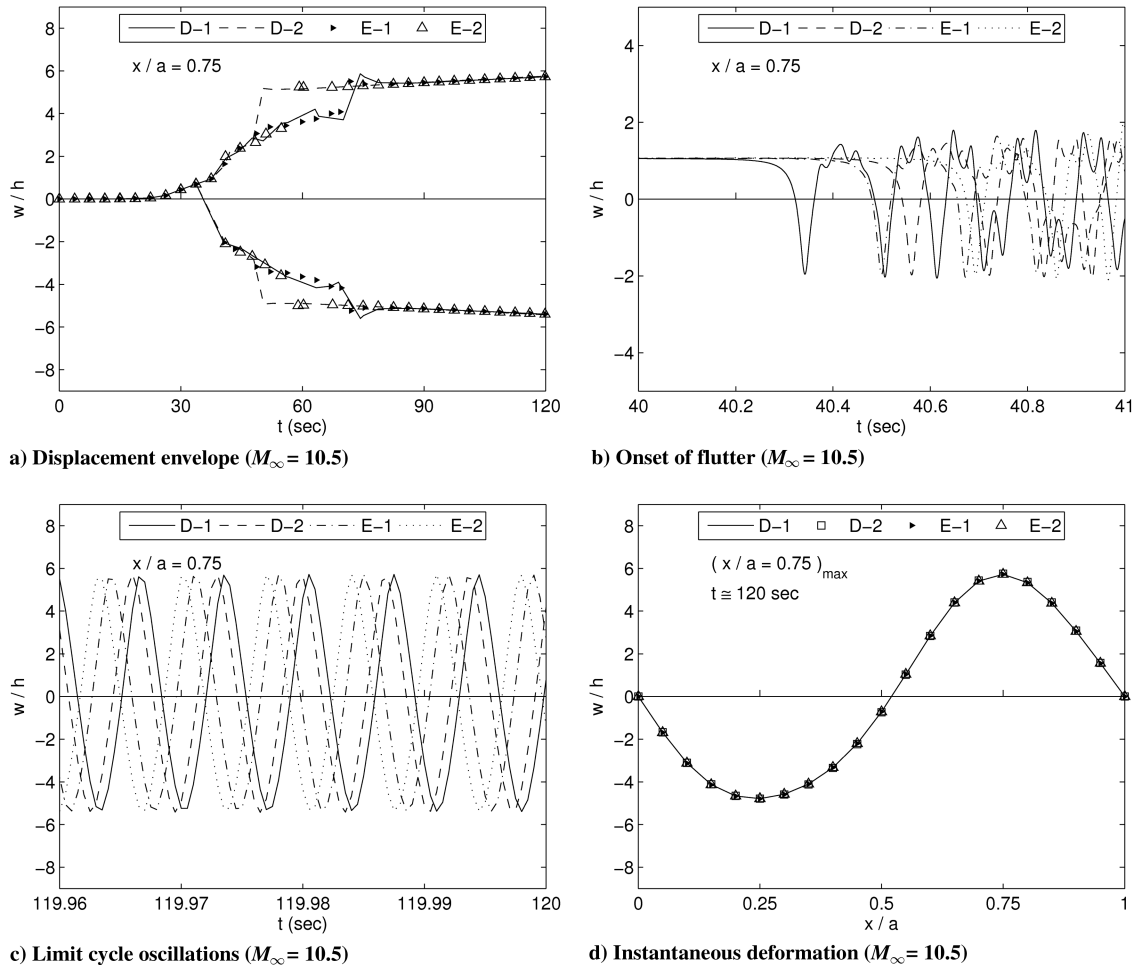 D−1 D−2 E−1 E−2
x / a = 0.75
w / h
8
6
4
2
0
−2
−4
−6
−8
0 30 60 90 120
t (sec)
a) Displacement envelope (M∞ = 10.5)
D−1 D−2 E−1 E−2
x / a = 0.75
w / h
4
2
0
−2
−4
40 40.2 40.4 40.6 40.8 41
t (sec)
b) Onset of flutter (M∞ = 10.5)
D−1 D−2 E−1 E−2
x / a = 0.75
w / h
8
6
4
2
0
−2
−4
−6
−8
119.96 119.97 119.98 119.99 120
t (sec)
c) Limit cycle oscillations (M∞ = 10.5)
D−1 D−2 E−1 E−2
( x / a = 0.75 )max
t ≅ 120 sec
w / h
8
6
4
2
0
−2
−4
−6
−8
0 0.25 0.5 0.75 1
x / a
d) Instantaneous deformation (M∞ = 10.5)